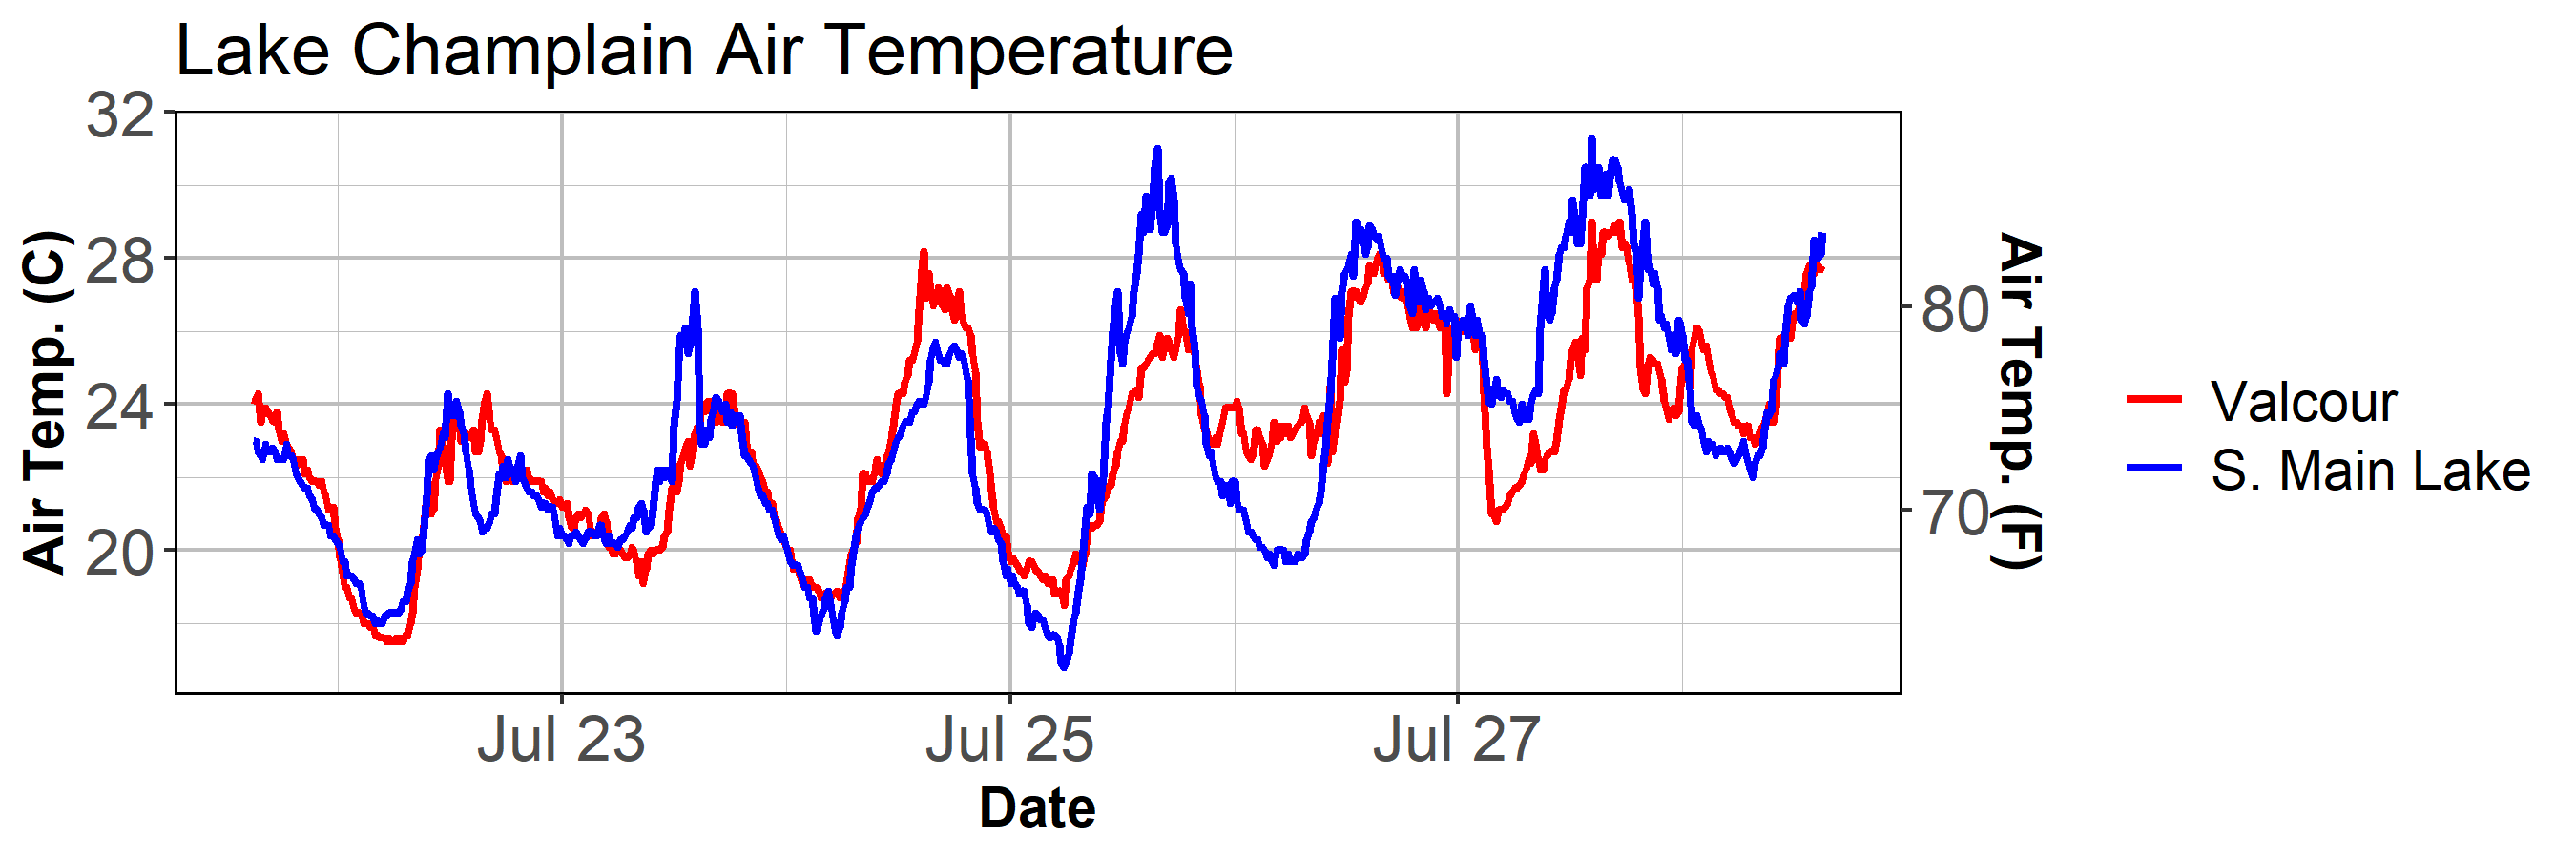 Lake Champlain Air Temperature
32
28
24
20
Air Temp. (C)
80
70
Air Temp. (F)
Jul 23
Jul 25
Jul 27
Date
Valcour
S. Main Lake